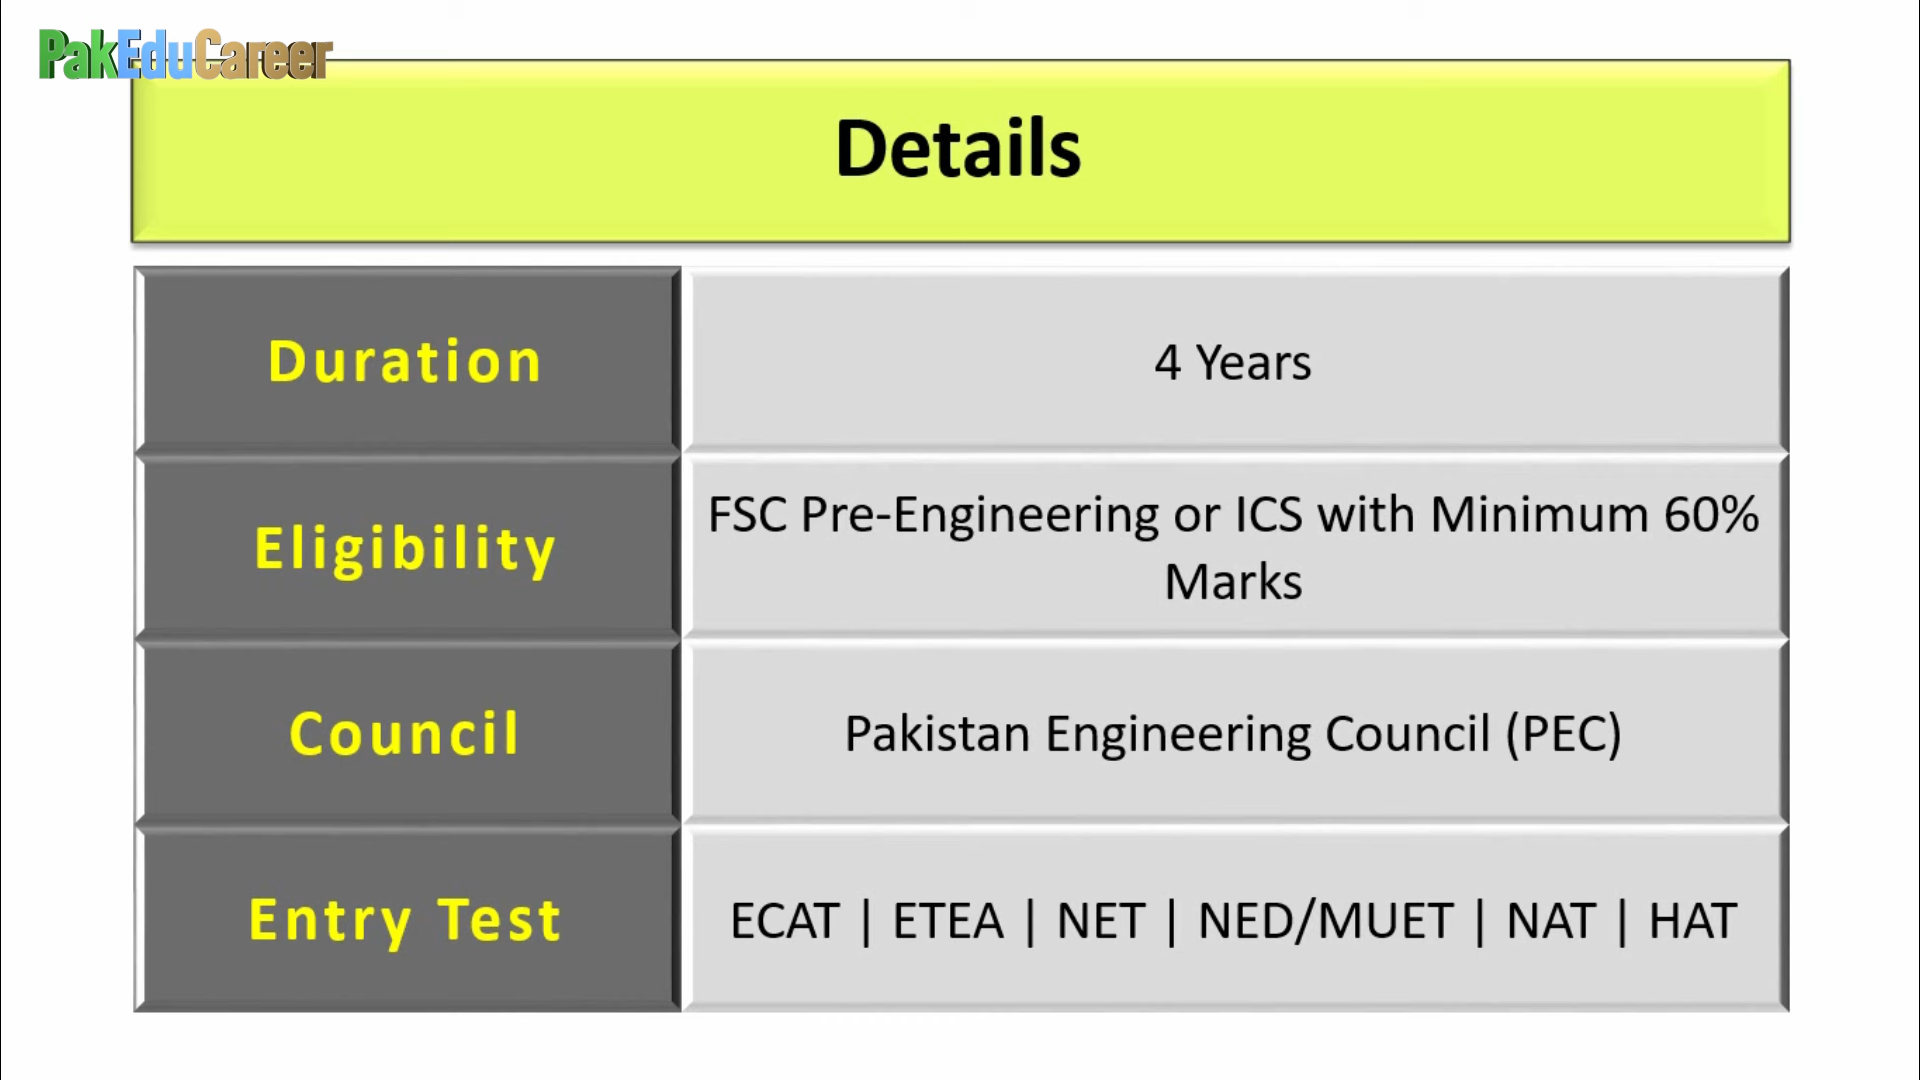 PakEduCareer
Details
Duration
4 Years
Eligibility
FSC Pre-Engineering or ICS with Minimum 60%
Marks
Council
Pakistan Engineering Council (PEC)
Entry Test
ECAT | ETEA | NET | NED/MUET | NAT | HAT